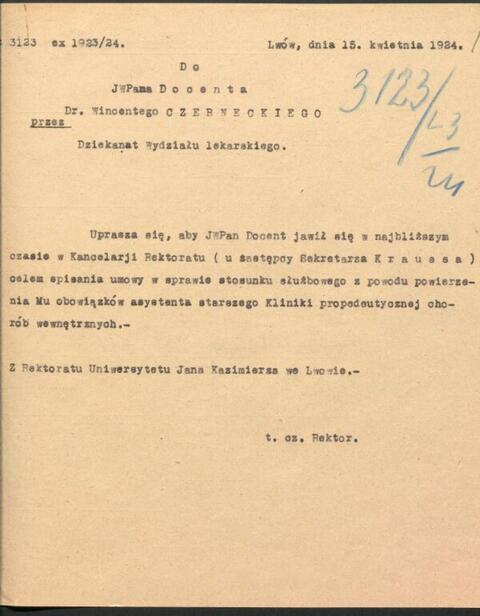 : 3123 ex 1923/24. Lwów, dnia 15. kwietnia 1924.
D o
JWPana D o c e n t a
Dr. Wincentego C Z E R N E C K I E G O
przez
Dziekanat Wydziału lekarskiego.
3123/
23
24
Uprasza się, aby JWPan Docent jawił się w najbliższym
czasie w Kancelarji Rektoratu ( u zastępcy Sekretarza K r a u s s a )
celem spisania umowy w sprawie stosunku służbowego z powodu powierze-
nia Mu obowiązków asystenta starszego Kliniki propedeutycznej cho-
rób wewnętrznych.-
Z Rektoratu Uniwersytetu Jana Kazimierza we Lwowie.-
t. cz. Rektor.